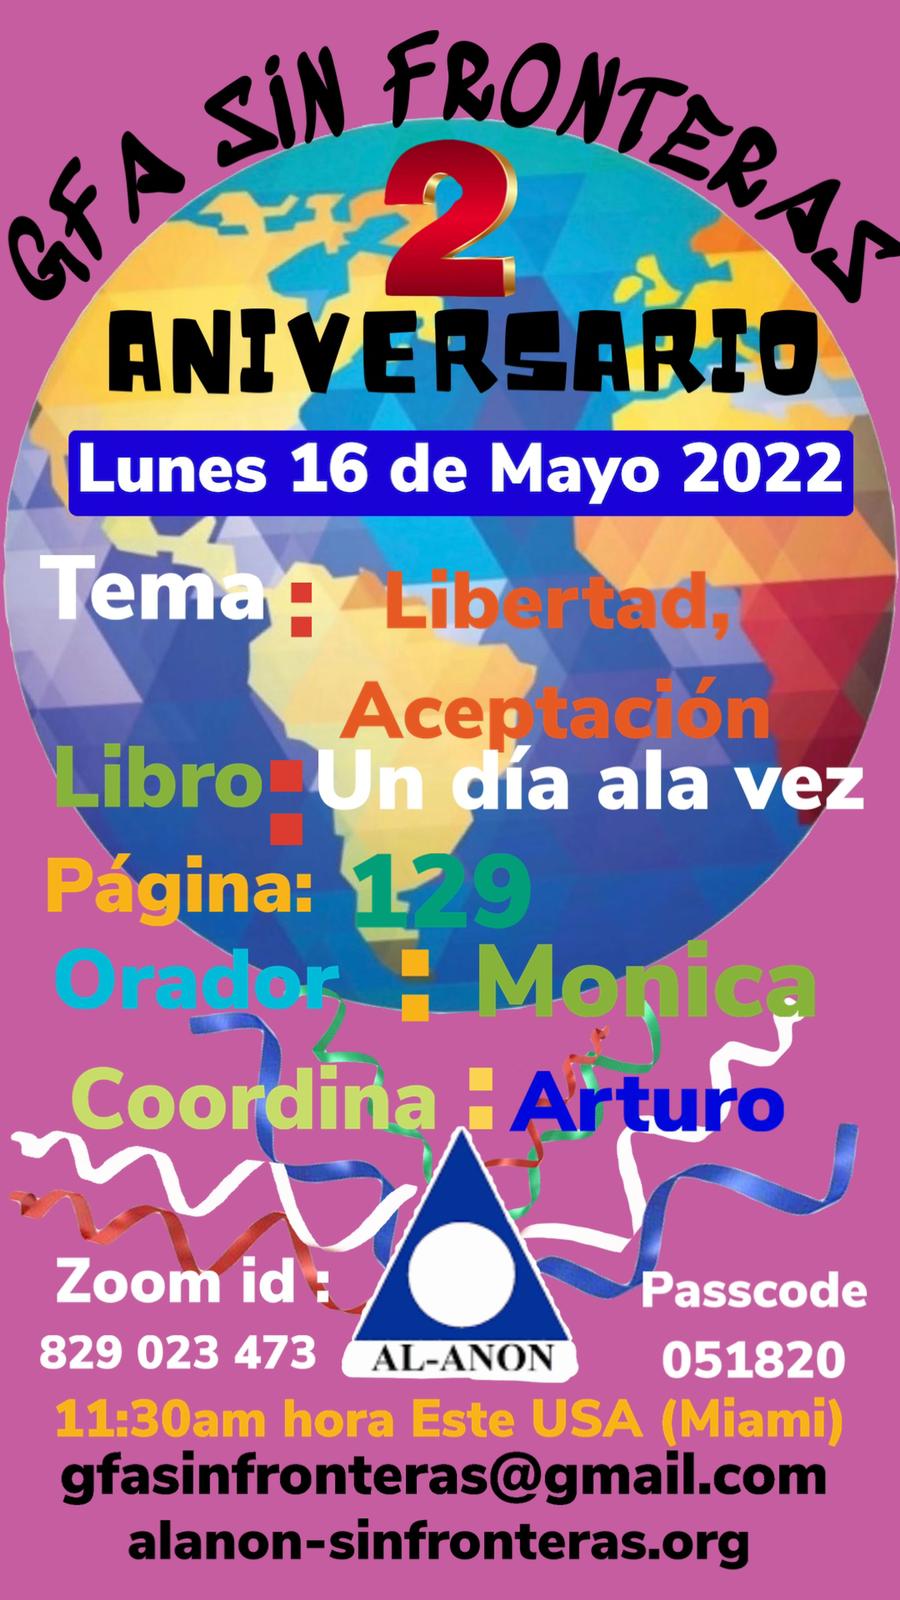 GFA SiN FRONTERAS
2
ANIVERSARIO
Lunes 16 de Mayo 2022
Tema : Libertad,
Aceptación
Libro: Un día ala vez
Página: 129
Orador : Monica
Coordina : Arturo
Zoom id :
829 023 473
AL-ANON
Passcode
051820
11:30am hora Este USA (Miami)
gfasinfronteras@gmail.com
alanon-sinfronteras.org